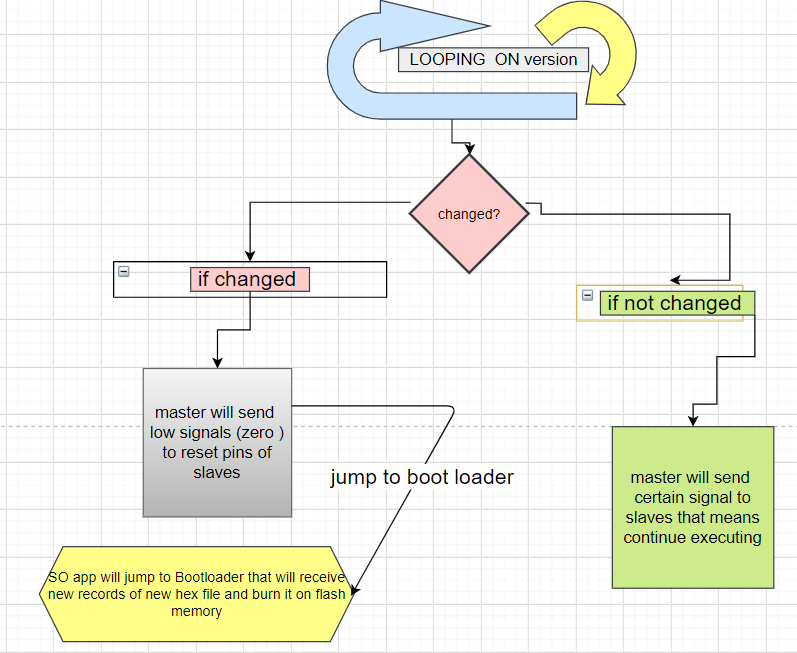 LOOPING ON version
changed?
if changed
if not changed
master will send
low signals (zero )
to reset pins of
slaves
jump to boot loader
master will send
certain signal to
slaves that means
continue executing
SO app will jump to Bootloader that will receive
new records of new hex file and burn it on flash
memory